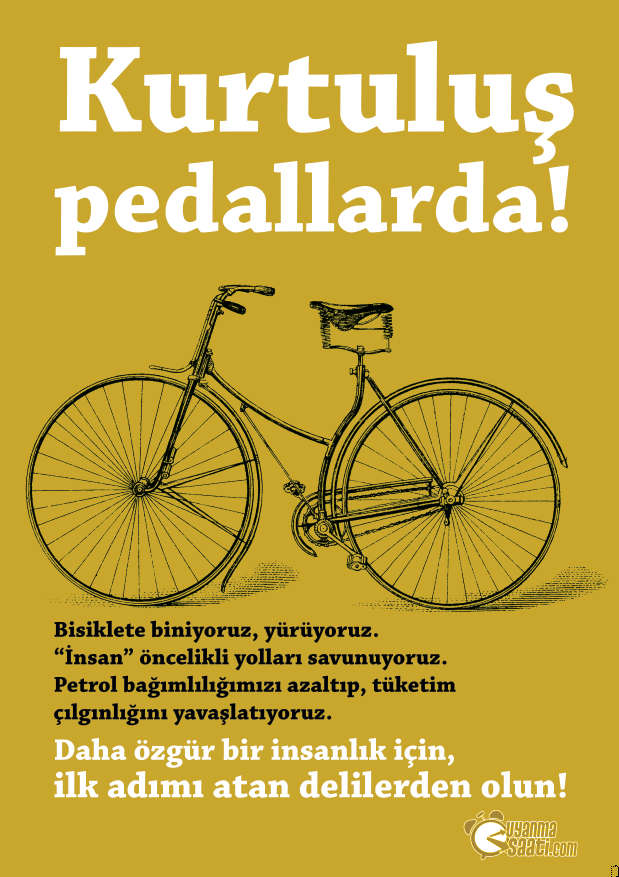 Kurtuluş
pedallarda!
Bisiklete biniyoruz, yürüyoruz.
“İnsan” öncelikli yolları savunuyoruz.
Petrol bağımlılığımızı azaltıp, tüketim
çılgınlığını yavaşlatıyoruz.
Daha özgür bir insanlık için,
ilk adımı atan delilerden olun!
uyanma
saati.com